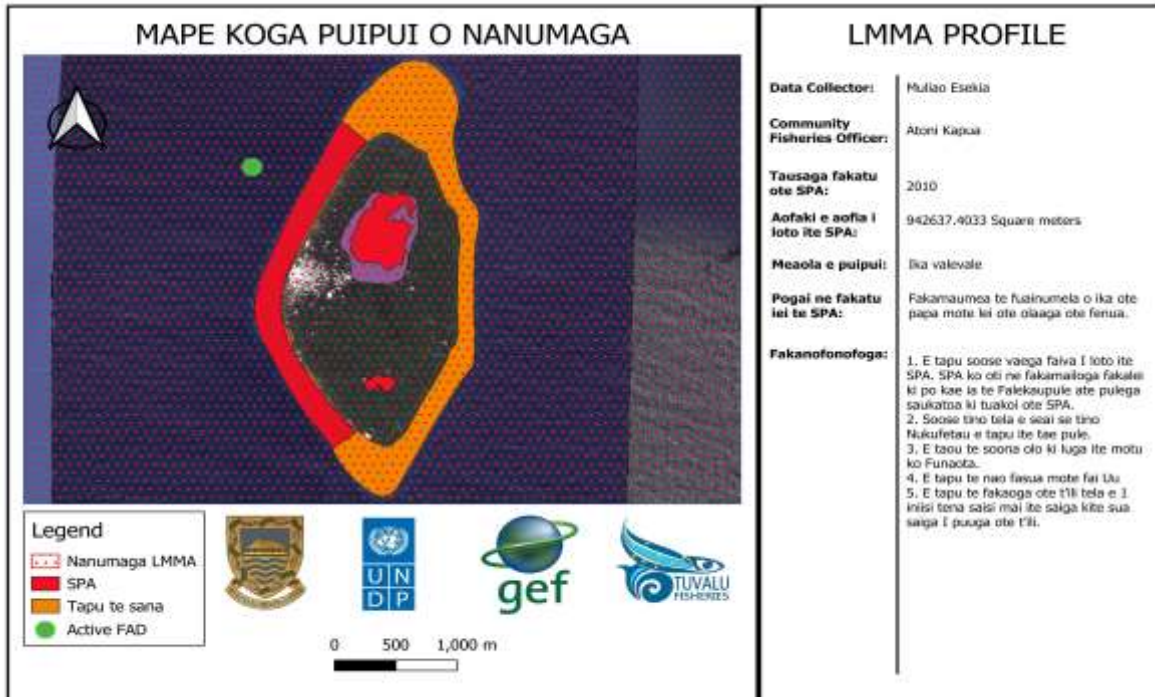 MAPE KOGA PUIPUI O NANUMAGA
Legend
Nanumaga LMMA
SPA
Tapu te sana
Active FAD
U N
D P
gef
TUVALU
FISHERIES
0 500 1,000 m
LMMA PROFILE
Data Collector: Muliao Esekia
Community
Fisheries Officer: Atoni Kapua
Tausaga fakatu
ote SPA: 2010
Aofaki e aofia i
loto ite SPA: 942637.4033 Square meters
Meaola e puipui: Ika valevale
Pogai ne fakatu
iei te SPA:
Fakamaumea te fuainumela o ika ote
papa mote lei ote olaaga ote fenua.
Fakanofonofoga:
1. E tapu soose vaega faiva I loto ite
SPA. SPA ko oti ne fakamailoga fakalei
ki po kae ia te Falekaupule ate pulega
saukatoa ki tuakoi ote SPA.
2. Soose tino tela e seai se tino
Nukufetau e tapu ite tae pule.
3. E taou te soona olo ki luga ite motu
ko Funaota.
4. E tapu te nao fasua mote fai Uu
5. E tapu te fakaoga ote t'ili tela e 1
iniisi tena saisi mai ite saiga kite sua
saiga I puuga ote t'ili.